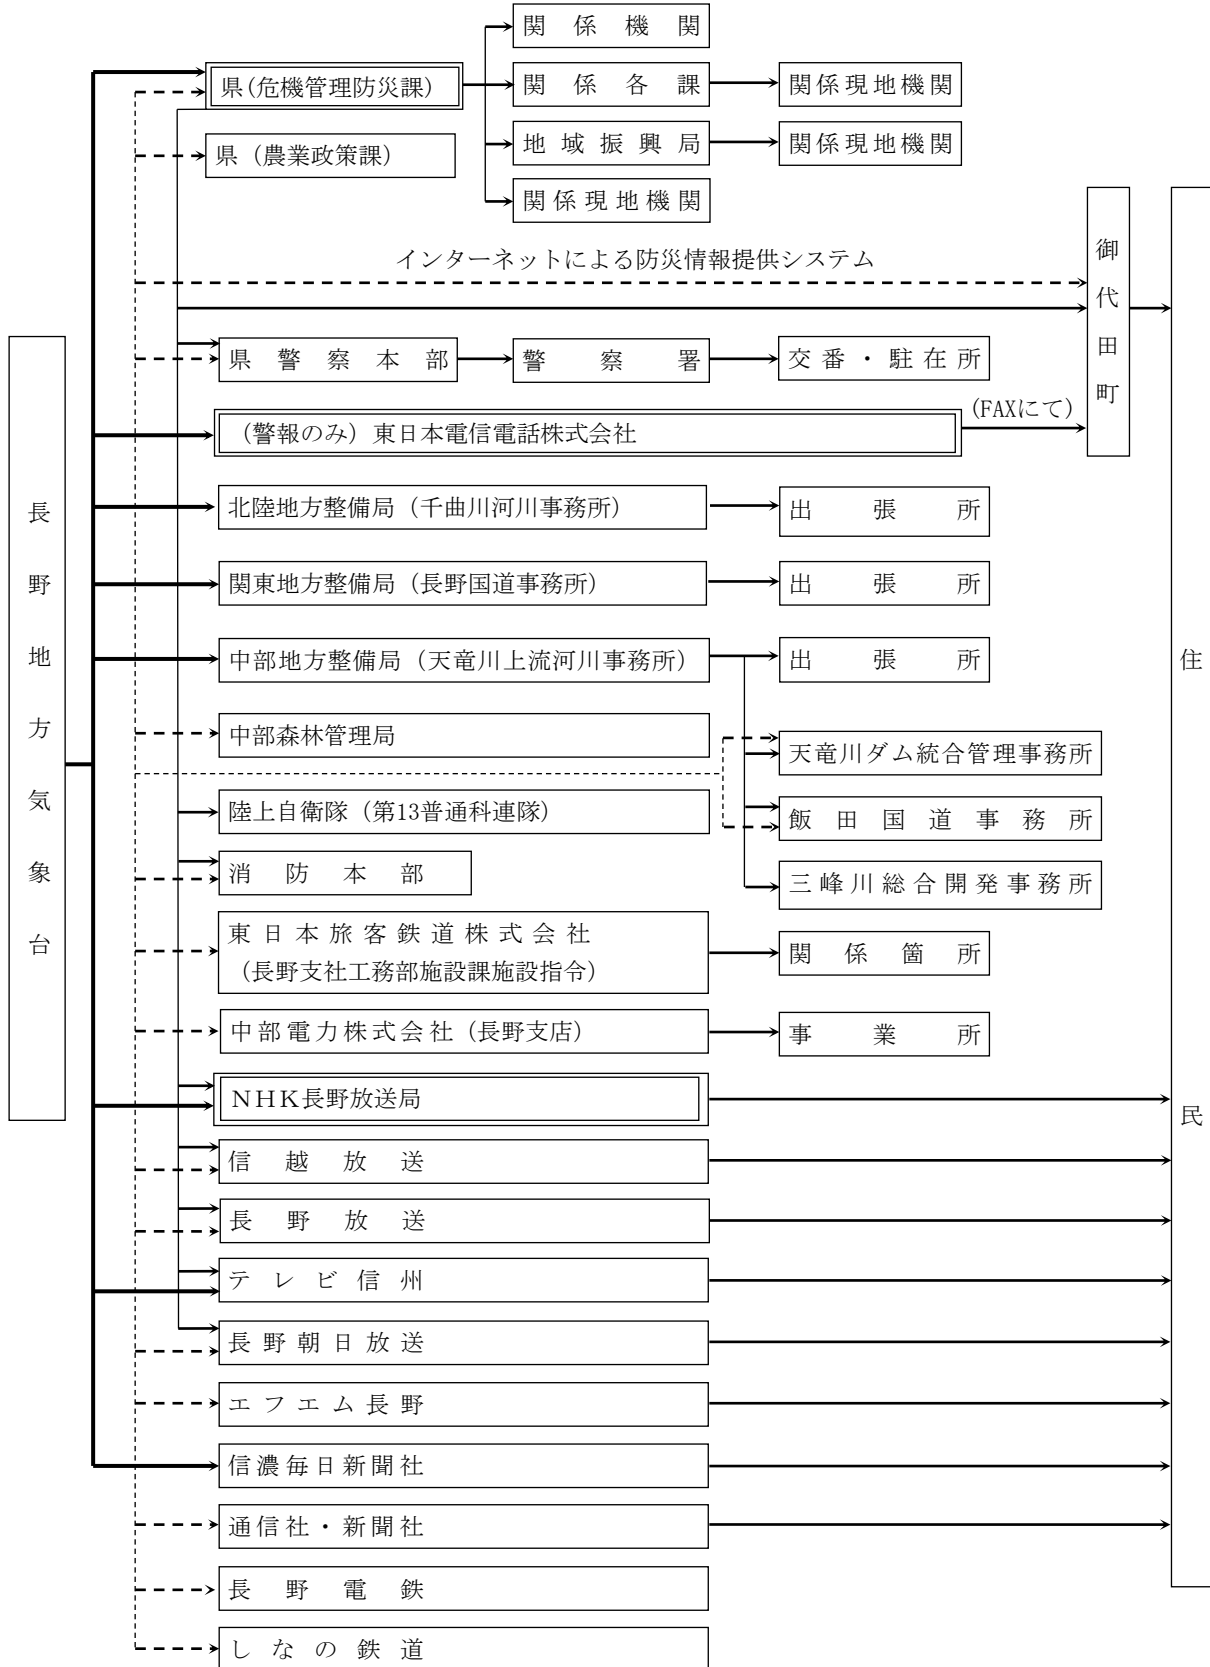 関係機関
県(危機管理防災課)
関係各課
関係現地機関
県（農業政策課）
地域振興局
関係現地機関
関係現地機関
インターネットによる防災情報提供システム
御代田町
県警察本部
警察署
交番・駐在所
（警報のみ）東日本電信電話株式会社
(FAXにて)
長野地方気象台
住民
北陸地方整備局（千曲川河川事務所）
出張所
関東地方整備局（長野国道事務所）
出張所
中部地方整備局（天竜川上流河川事務所）
出張所
中部森林管理局
天竜川ダム統合管理事務所
陸上自衛隊（第13普通科連隊）
飯田国道事務所
消防本部
三峰川総合開発事務所
東日本旅客鉄道株式会社
（長野支社工務部施設課施設指令）
関係箇所
中部電力株式会社（長野支店）
事業所
ＮＨＫ長野放送局
信越放送
長野放送
テレビ信州
長野朝日放送
エフエム長野
信濃毎日新聞社
通信社・新聞社
長野電鉄
しなの鉄道